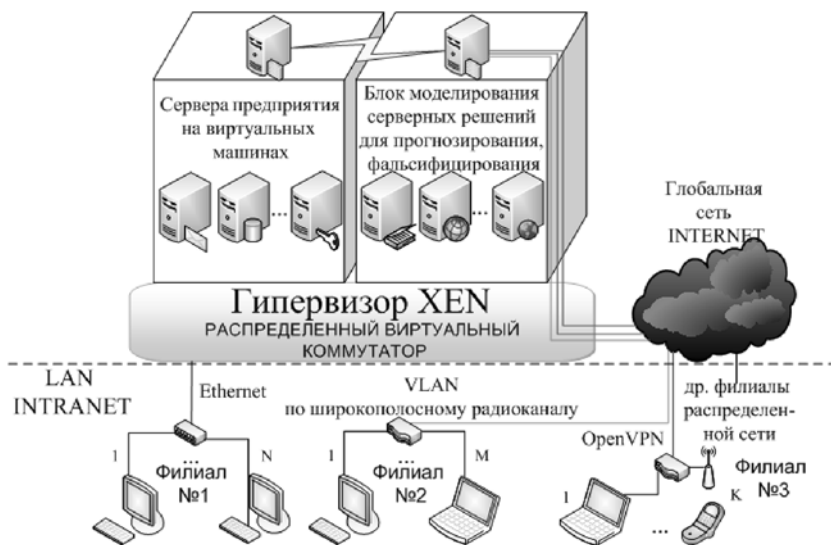 Сервера предприятия
на виртуальных
машинах
...
Блок моделирования
серверных решений
для прогнозирования,
фальсифицирования
...
Глобальная
сеть
INTERNET
Гипервизор XEN
РАСПРЕДЕЛЕННЫЙ ВИРТУАЛЬНЫЙ
КОММУТАТОР
LAN
INTRANET
Ethernet
VLAN
по широкополосному радиоканалу
др. филиалы
распределен-
ной сети
OpenVPN
1
...
N
Филиал
№1
1
...
M
Филиал
№2
1
...
K
Филиал
№3